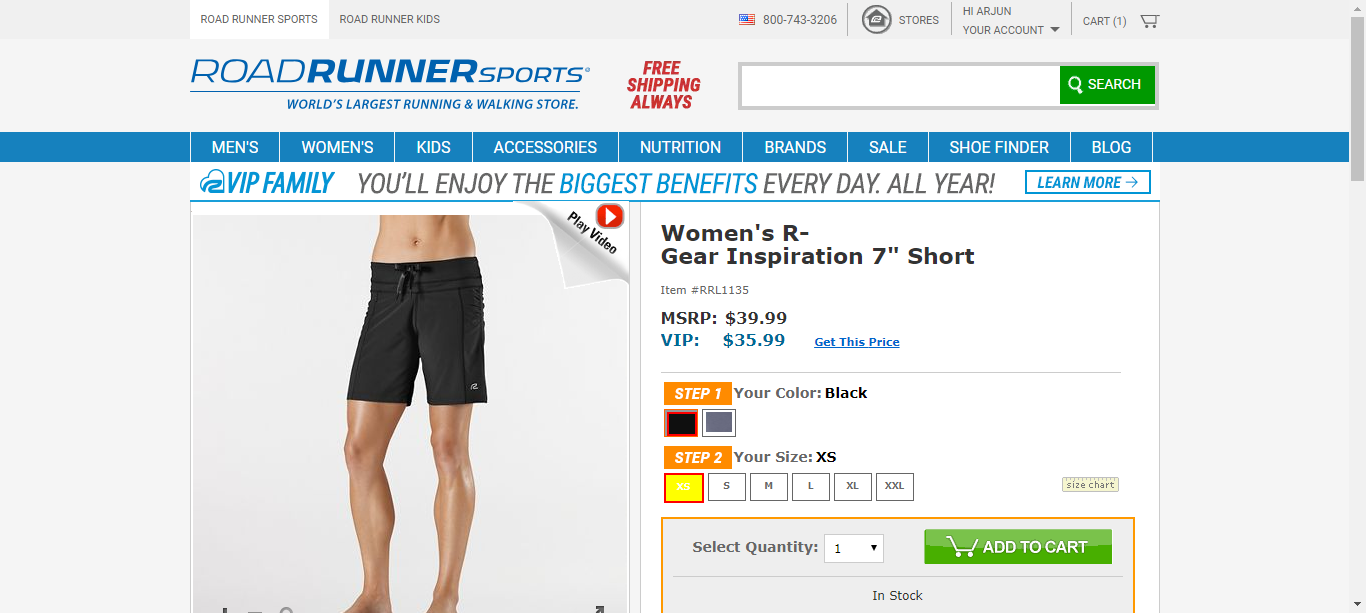 ROAD RUNNER SPORTS
ROAD RUNNER KIDS
800-743-3206
STORES
HI ARJUN
YOUR ACCOUNT
CART (1)
ROADRUNNERSPORTS®
WORLD'S LARGEST RUNNING & WALKING STORE.
FREE
SHIPPING
ALWAYS
SEARCH
MEN'S
WOMEN'S
KIDS
ACCESSORIES
NUTRITION
BRANDS
SALE
SHOE FINDER
BLOG
VIP FAMILY
YOU'LL ENJOY THE BIGGEST BENEFITS EVERY DAY. ALL YEAR!
LEARN MORE
Play Video
Women's R-
Gear Inspiration 7" Short
Item #RRL1135
MSRP: $39.99
VIP: $35.99 Get This Price
STEP 1 Your Color: Black
STEP 2 Your Size: XS
XS S M L XL XXL
size chart
Select Quantity: 1
ADD TO CART
In Stock